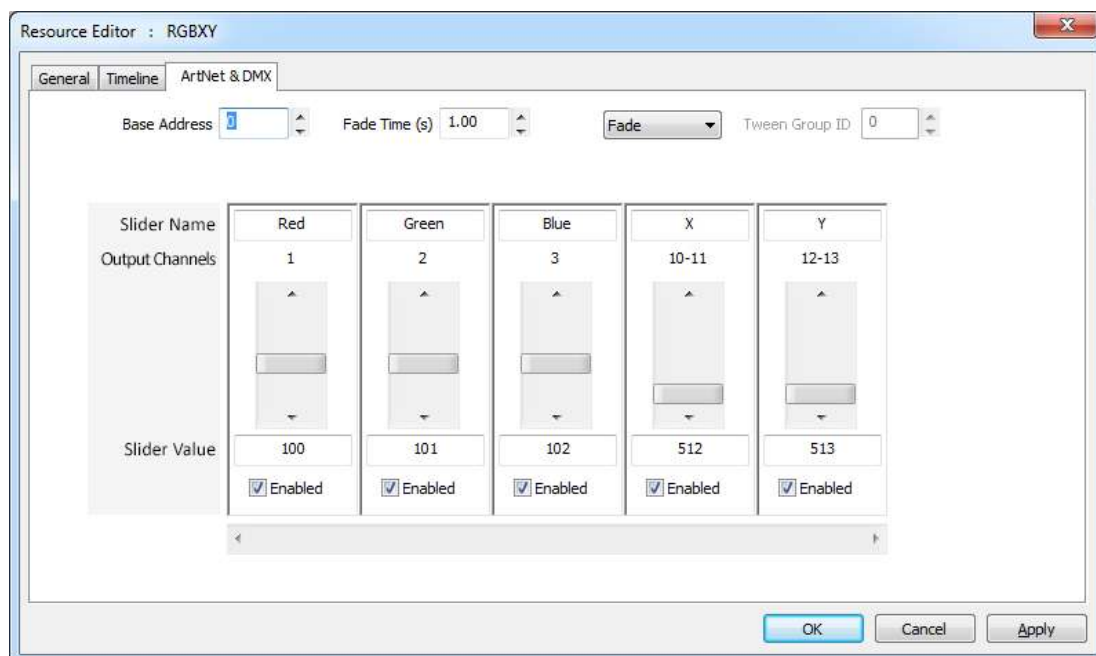 Resource Editor : RGBXY
General Timeline ArtNet & DMX
Base Address 0 Fade Time (s) 1.00 Fade Tween Group ID 0
Slider Name Red Green Blue X Y
Output Channels 1 2 3 10-11 12-13
Slider Value 100 101 102 512 513
Enabled Enabled Enabled Enabled Enabled
OK Cancel Apply